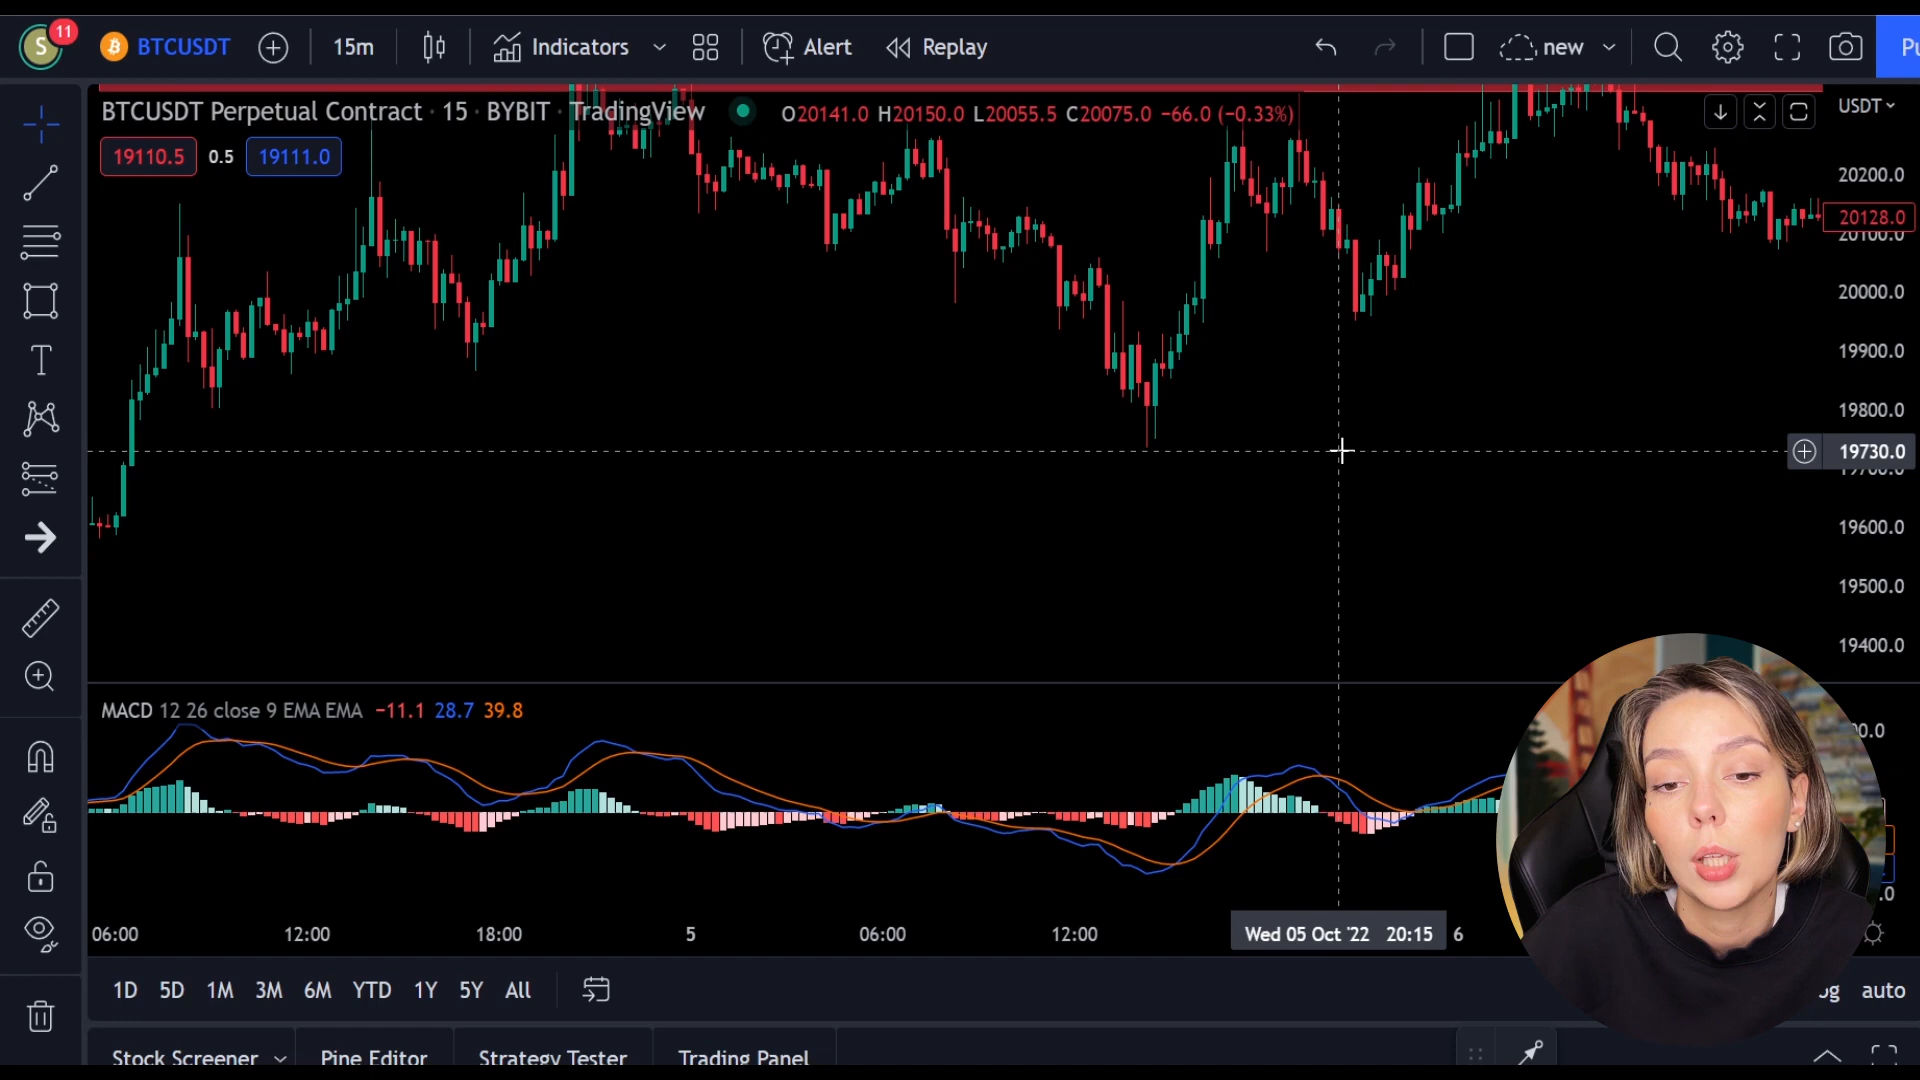 S 11 BTCUSDT 15m Indicators Alert Replay new Pu
BTCUSDT Perpetual Contract · 15 · BYBIT · TradingView O20141.0 H20150.0 L20055.5 C20075.0 −66.0 (−0.33%) USDT
19110.5 0.5 19111.0
20200.0
20128.0
20100.0
20000.0
19900.0
19800.0
19730.0
19700.0
19600.0
19500.0
19400.0
MACD 12 26 close 9 EMA EMA −11.1 28.7 39.8
06:00 12:00 18:00 5 06:00 12:00 Wed 05 Oct '22 20:15 6
1D 5D 1M 3M 6M YTD 1Y 5Y All auto
Stock Screener Pine Editor Strategy Tester Trading Panel